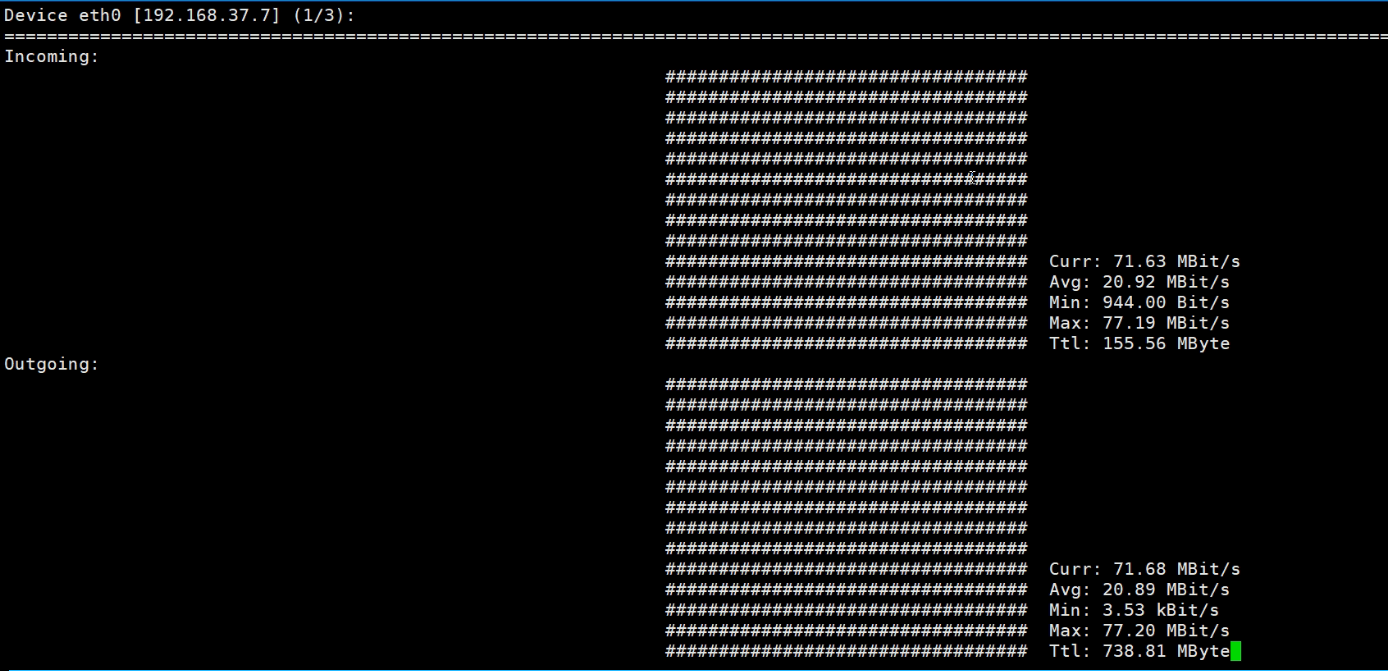 Device eth0 [192.168.37.7] (1/3):
==================================================================================================================================
Incoming:
##################################
##################################
##################################
##################################
##################################
##################################
##################################
##################################
##################################
################################## Curr: 71.63 MBit/s
################################## Avg: 20.92 MBit/s
################################## Min: 944.00 Bit/s
################################## Max: 77.19 MBit/s
################################## Ttl: 155.56 MByte
Outgoing:
##################################
##################################
##################################
##################################
##################################
##################################
##################################
##################################
##################################
################################## Curr: 71.68 MBit/s
################################## Avg: 20.89 MBit/s
################################## Min: 3.53 kBit/s
################################## Max: 77.20 MBit/s
################################## Ttl: 738.81 MByte